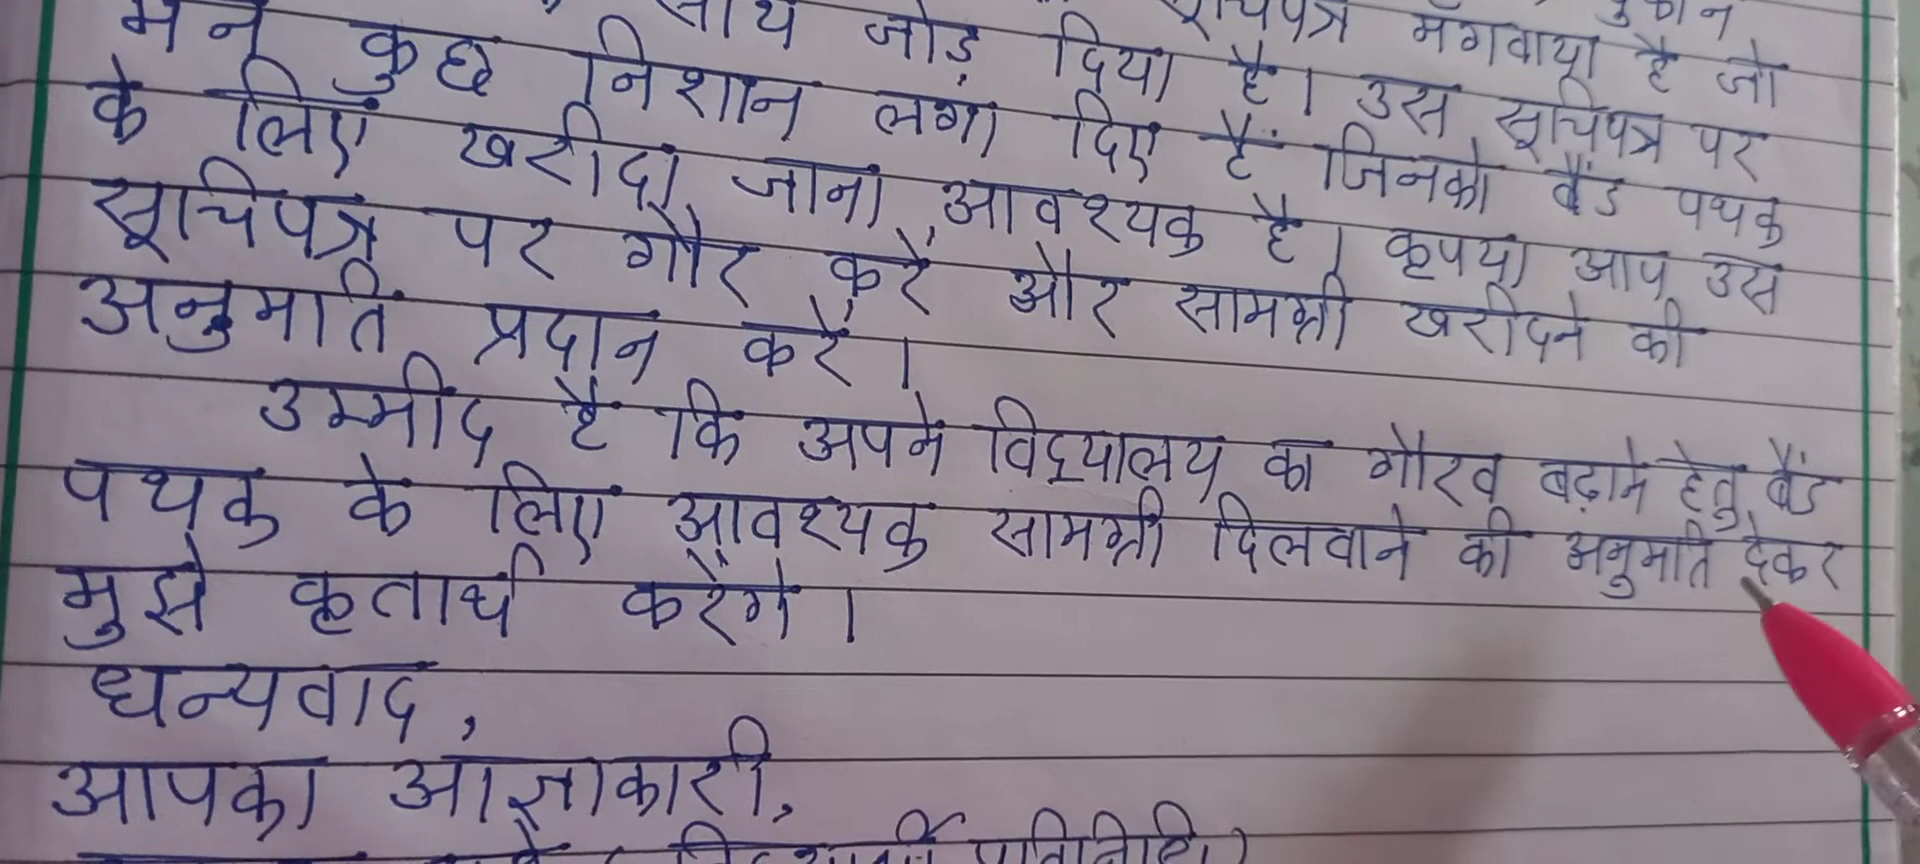 सूचिपत्र मँगवाया है जो
साथ जोड़ दिया है। उस सूचिपत्र पर
मैंने कुछ निशान लगा दिए हैं जिनको बैंड पथक
के लिए खरीदा जाना आवश्यक है। कृपया आप उस
सूचिपत्र पर गौर करें और सामग्री खरीदने की
अनुमति प्रदान करें।
उम्मीद है कि अपने विद्यालय का गौरव बढ़ाने हेतु बैंड
पथक के लिए आवश्यक सामग्री दिलवाने की अनुमति देकर
मुझे कृतार्थ करेंगे।
धन्यवाद,
आपका आज्ञाकारी,